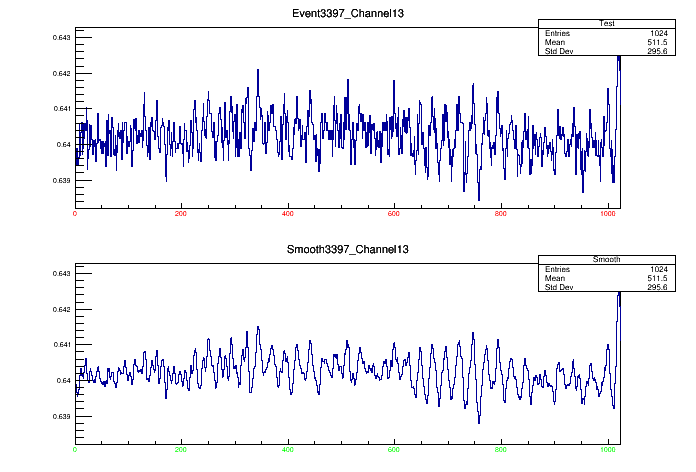 Event3397_Channel13
Test
Entries 1024
Mean 511.5
Std Dev 295.6
0.643
0.642
0.641
0.64
0.639
0 200 400 600 800 1000
Smooth3397_Channel13
Smooth
Entries 1024
Mean 511.5
Std Dev 295.6
0.643
0.642
0.641
0.64
0.639
0 200 400 600 800 1000